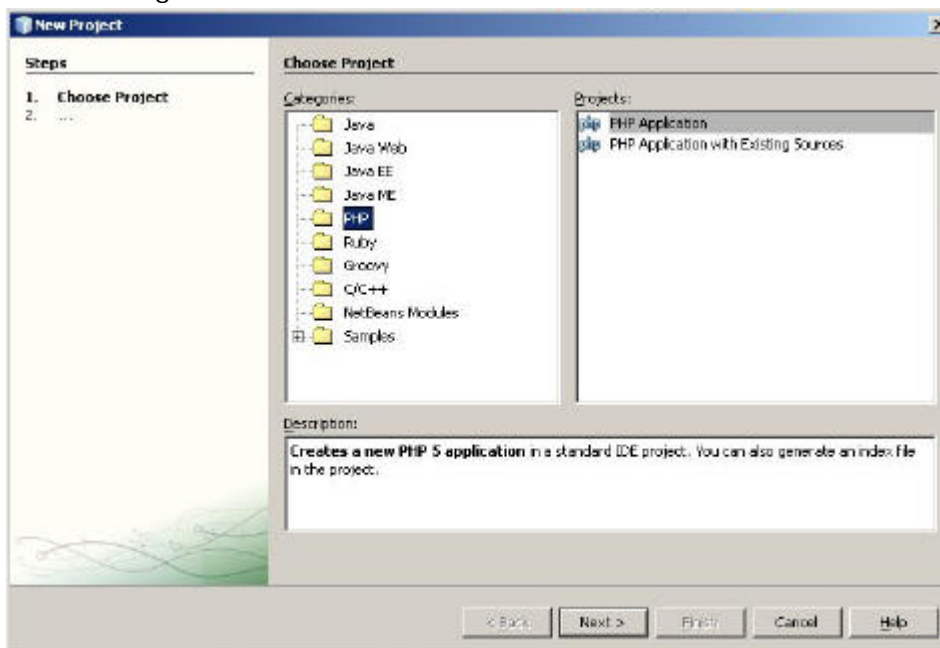 New Project
Steps
1. Choose Project
2. ...
Choose Project
Categories:
Java
Java Web
Java EE
Java ME
PHP
Ruby
Groovy
C/C++
NetBeans Modules
Samples
Projects:
PHP Application
PHP Application with Existing Sources
Description:
Creates a new PHP 5 application in a standard IDE project. You can also generate an index file
in the project.
< Back
Next >
Finish
Cancel
Help